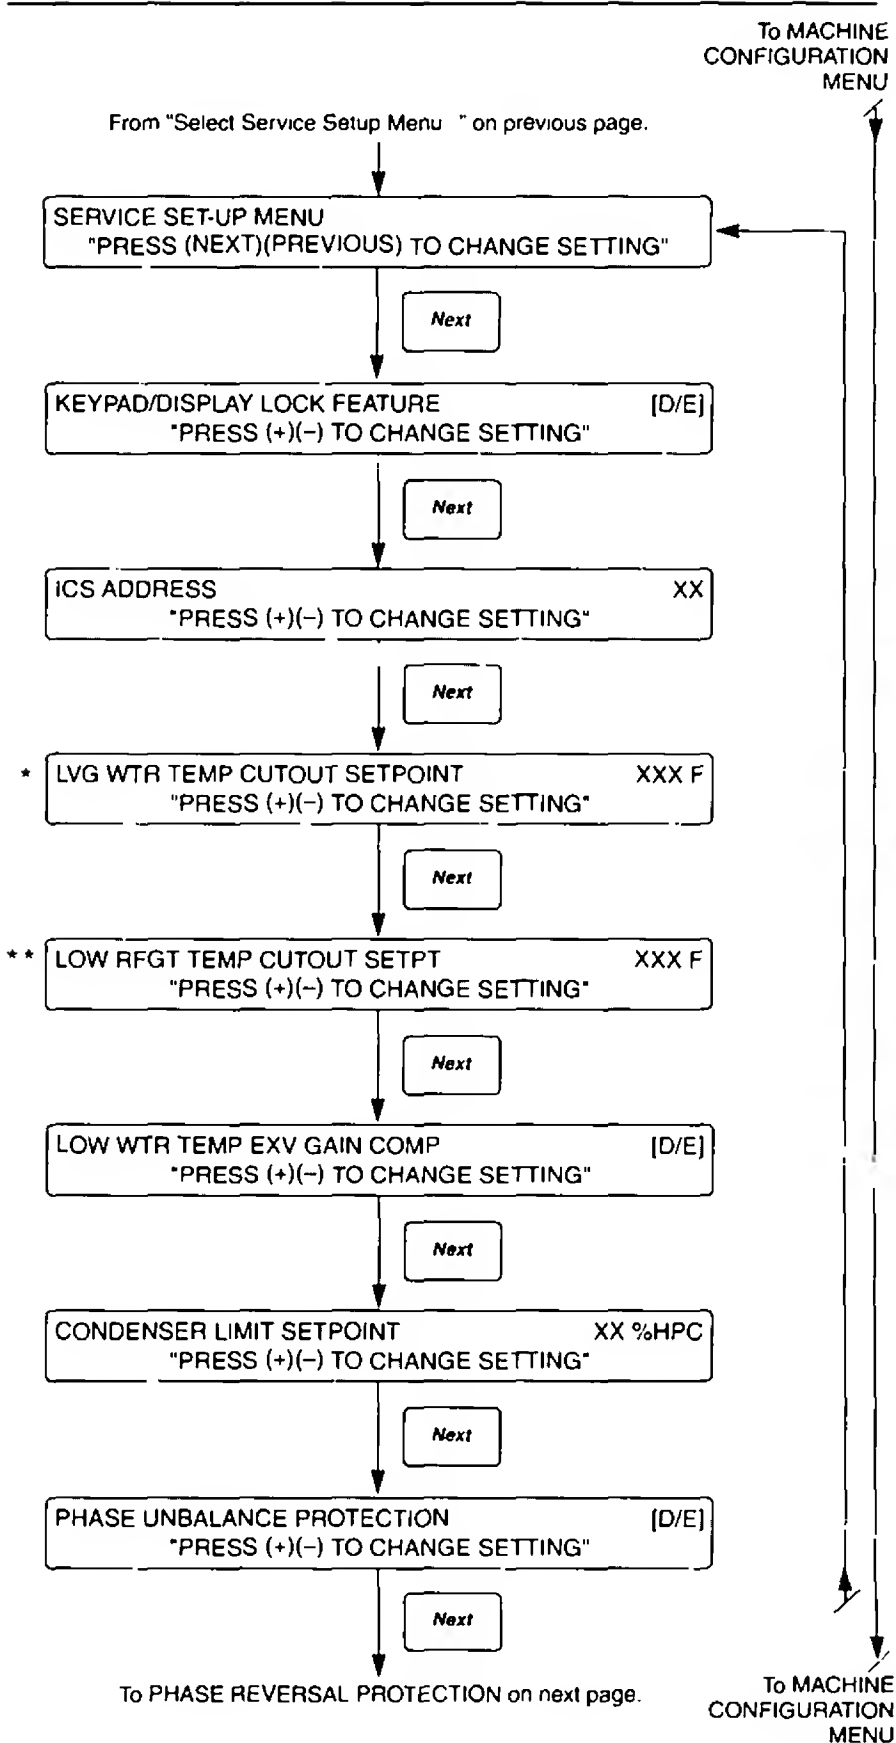 To MACHINE
CONFIGURATION
MENU
From "Select Service Setup Menu " on previous page.
SERVICE SET-UP MENU
"PRESS (NEXT)(PREVIOUS) TO CHANGE SETTING"
Next
KEYPAD/DISPLAY LOCK FEATURE [D/E]
"PRESS (+)(-) TO CHANGE SETTING"
Next
ICS ADDRESS XX
"PRESS (+)(-) TO CHANGE SETTING"
Next
* LVG WTR TEMP CUTOUT SETPOINT XXX F
"PRESS (+)(-) TO CHANGE SETTING"
Next
** LOW RFGT TEMP CUTOUT SETPT XXX F
"PRESS (+)(-) TO CHANGE SETTING"
Next
LOW WTR TEMP EXV GAIN COMP [D/E]
"PRESS (+)(-) TO CHANGE SETTING"
Next
CONDENSER LIMIT SETPOINT XX %HPC
"PRESS (+)(-) TO CHANGE SETTING"
Next
PHASE UNBALANCE PROTECTION [D/E]
"PRESS (+)(-) TO CHANGE SETTING"
Next
To PHASE REVERSAL PROTECTION on next page.
To MACHINE
CONFIGURATION
MENU